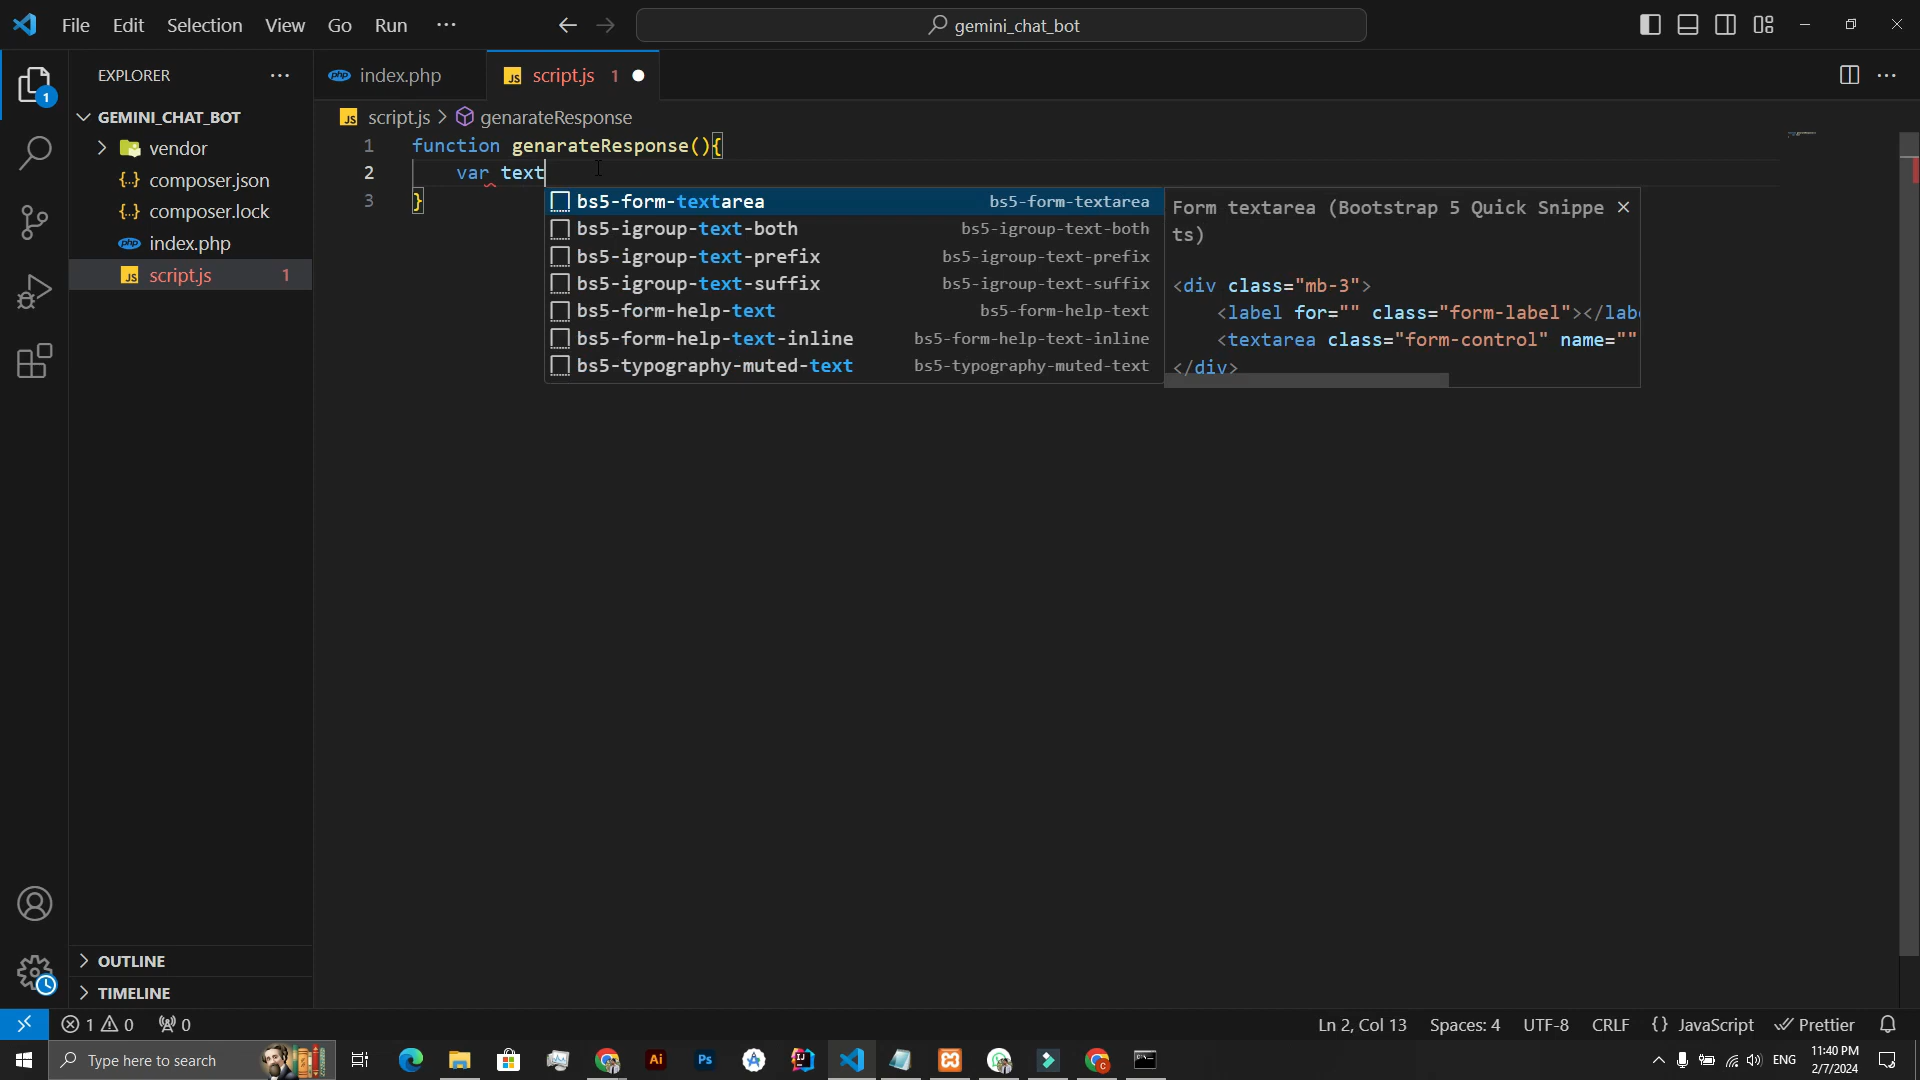 File Edit Selection View Go Run ··· gemini_chat_bot
EXPLORER ···
index.php
script.js 1
GEMINI_CHAT_BOT
vendor
composer.json
composer.lock
index.php
script.js 1
script.js > genarateResponse
1 function genarateResponse(){
2 var text
3 }
bs5-form-textarea bs5-form-textarea
bs5-igroup-text-both bs5-igroup-text-both
bs5-igroup-text-prefix bs5-igroup-text-prefix
bs5-igroup-text-suffix bs5-igroup-text-suffix
bs5-form-help-text bs5-form-help-text
bs5-form-help-text-inline bs5-form-help-text-inline
bs5-typography-muted-text bs5-typography-muted-text
Form textarea (Bootstrap 5 Quick Snippe
ts)
<div class="mb-3">
<label for="" class="form-label"></labe
<textarea class="form-control" name=""
</div>
1
OUTLINE
TIMELINE
1 0 0
Ln 2, Col 13 Spaces: 4 UTF-8 CRLF {} JavaScript Prettier
Type here to search
Ai
Ps
ENG
11:40 PM
2/7/2024